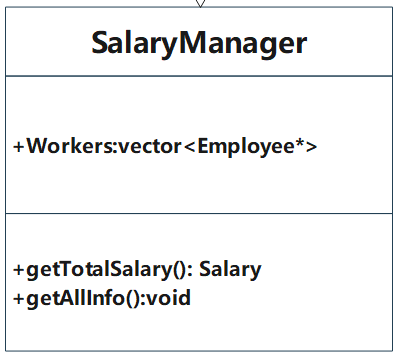 SalaryManager
+Workers:vector<Employee*>
+getTotalSalary(): Salary
+getAllInfo():void